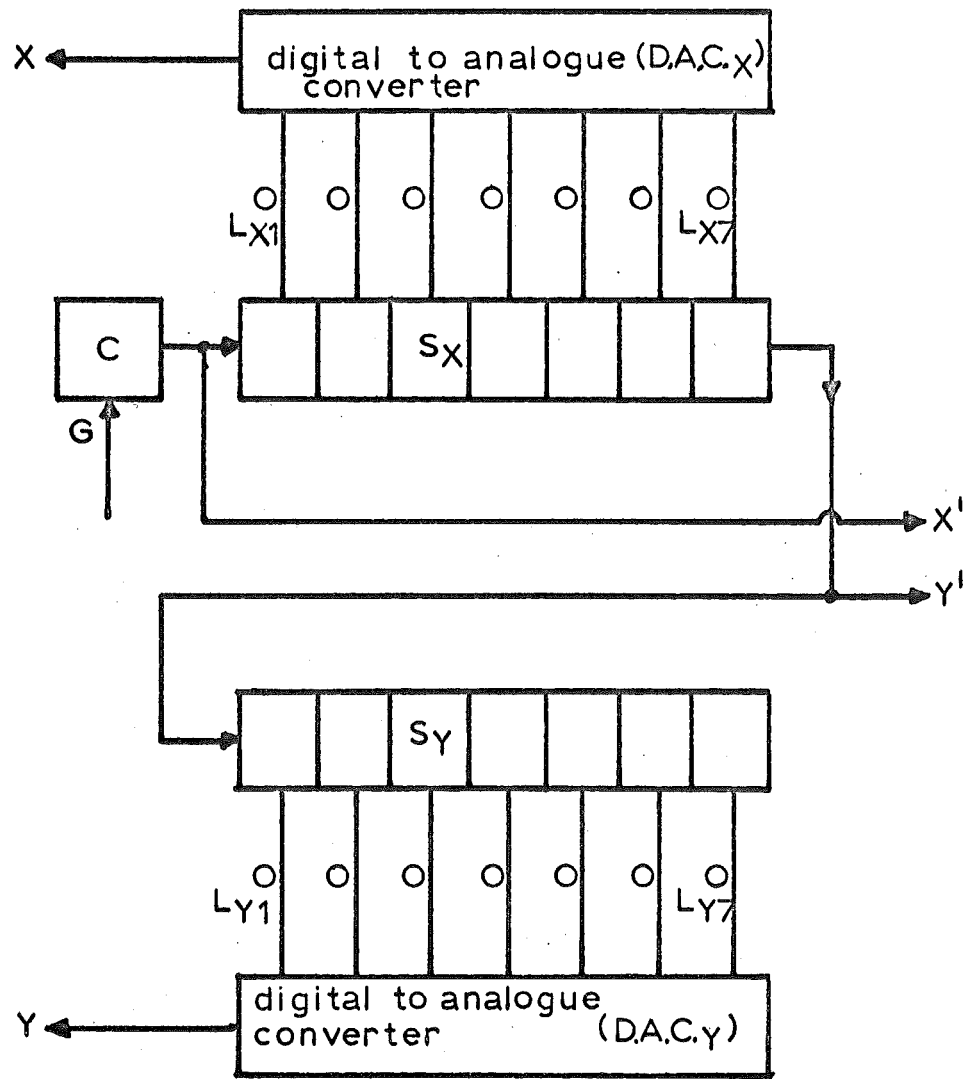 X
digital to analogue (D.A.C.X)
converter
LX1
LX7
C
SX
G
X'
Y'
SY
LY1
LY7
digital to analogue
converter (D.A.C.Y)
Y